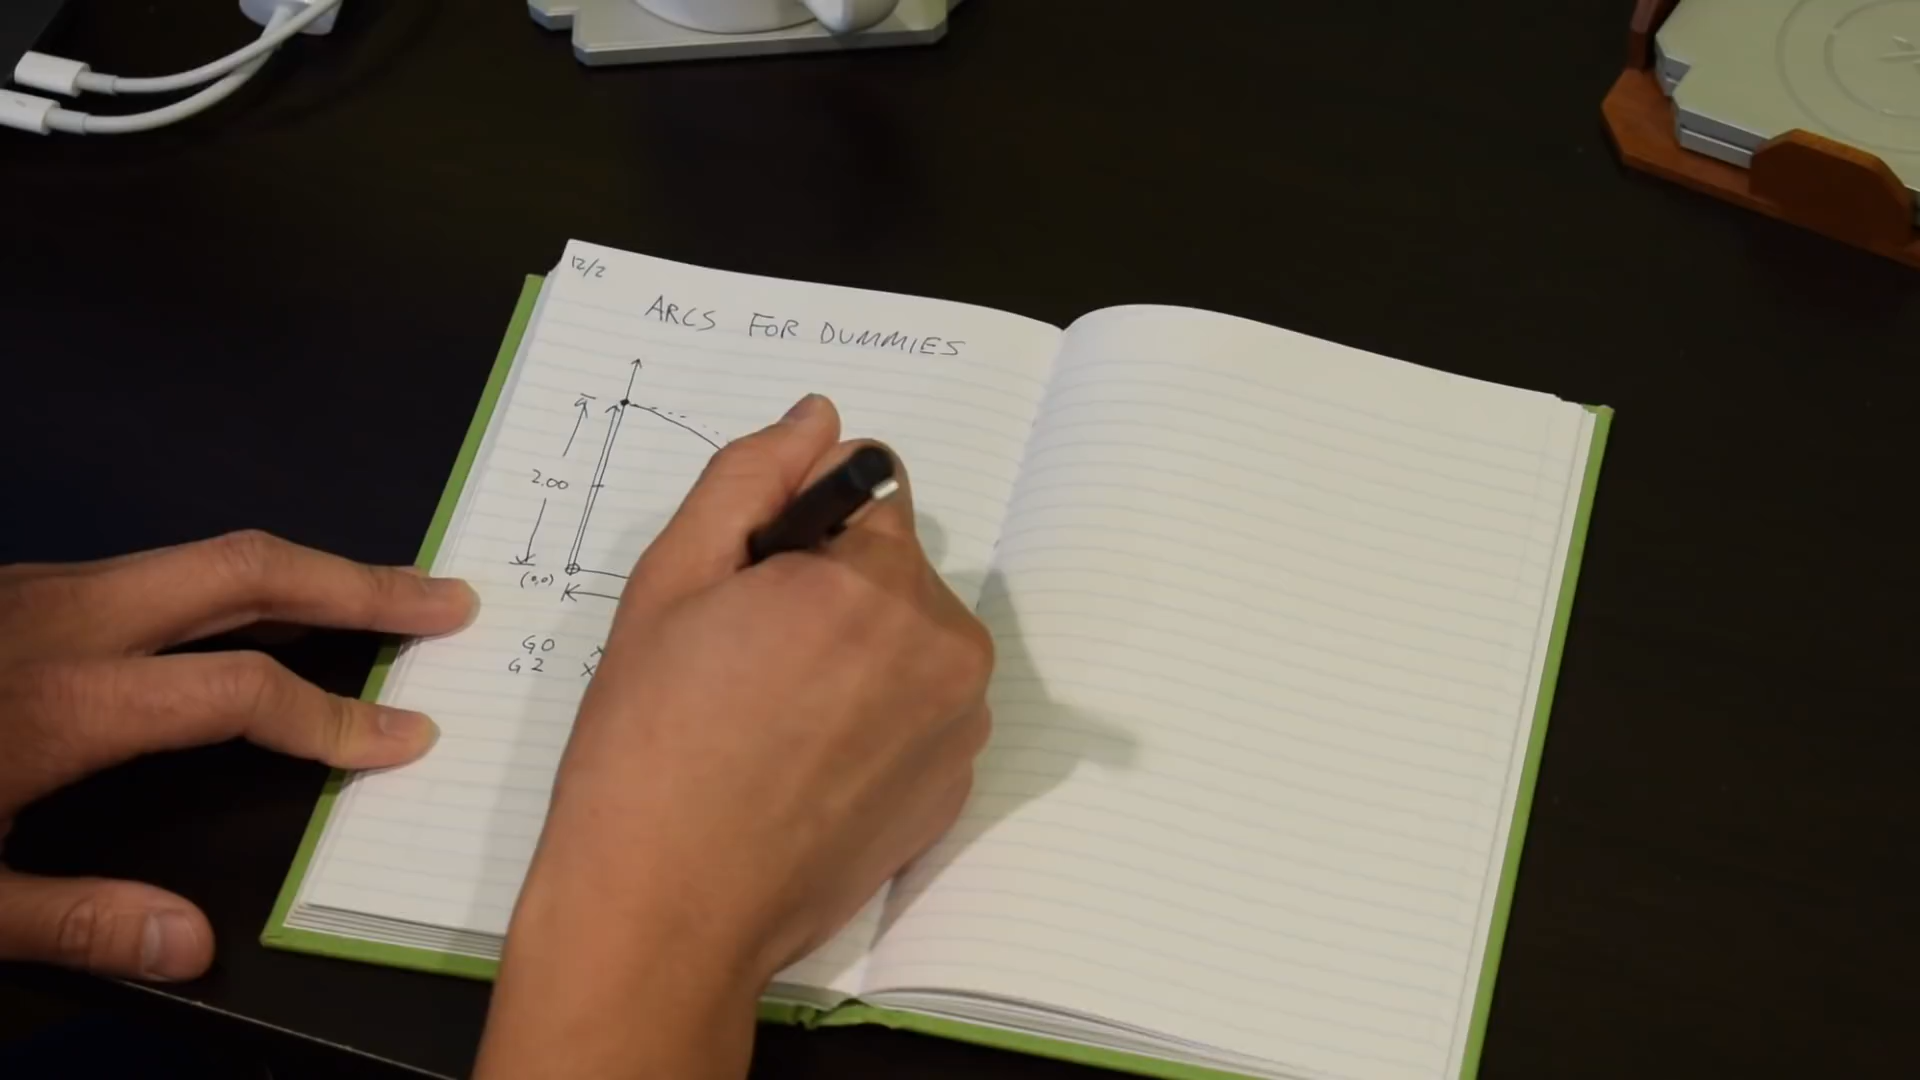 12/2
ARCS FOR DUMMIES
2.00
(0,0)
G0 X
G2 X